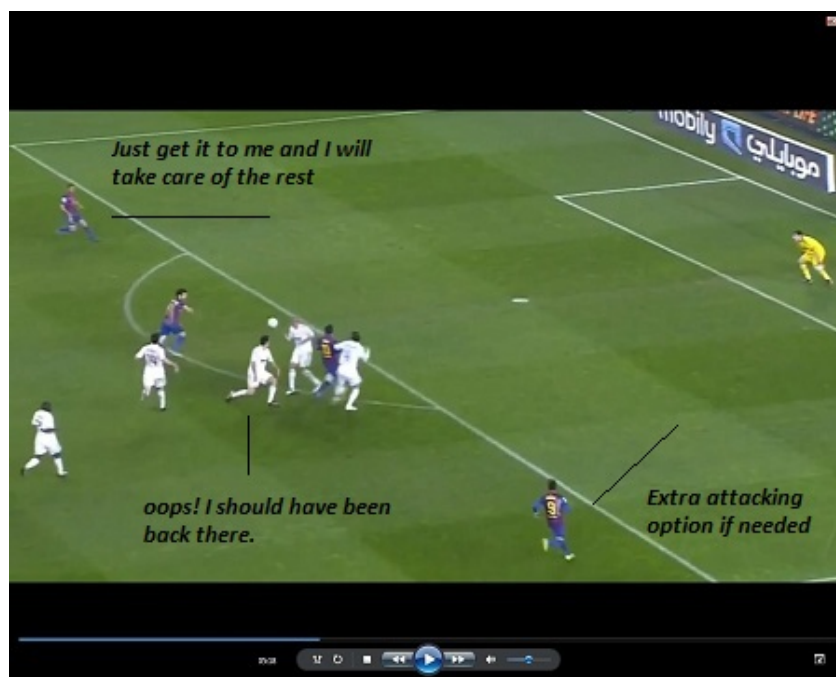 mobily موبايلي
Just get it to me and I will
take care of the rest
oops! I should have been
back there.
9
Extra attacking
option if needed